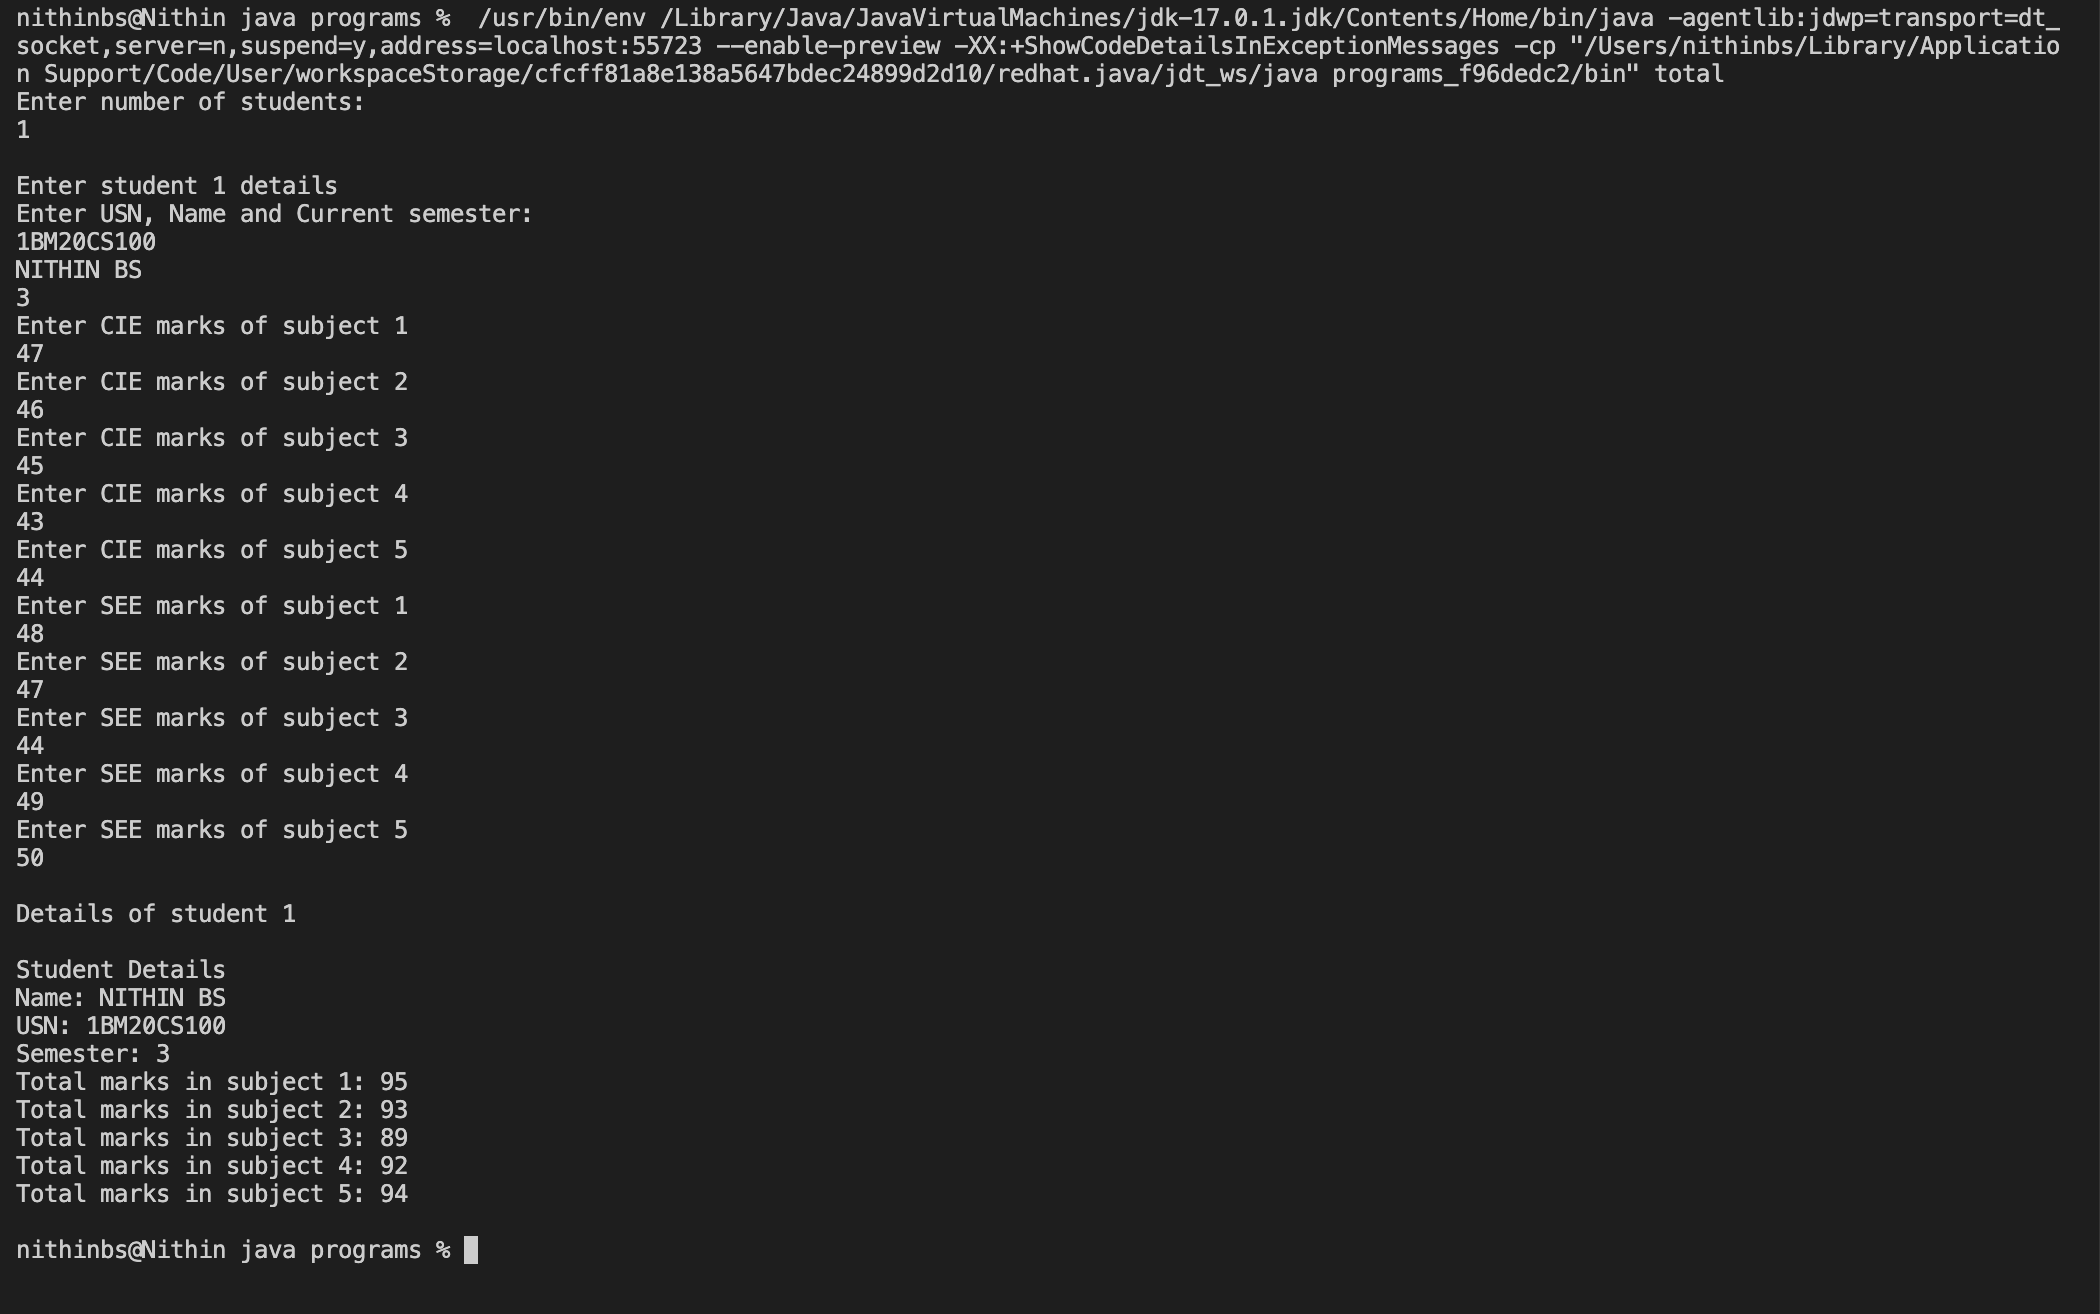 nithinbs@Nithin java programs %  /usr/bin/env /Library/Java/JavaVirtualMachines/jdk-17.0.1.jdk/Contents/Home/bin/java -agentlib:jdwp=transport=dt_
socket,server=n,suspend=y,address=localhost:55723 --enable-preview -XX:+ShowCodeDetailsInExceptionMessages -cp "/Users/nithinbs/Library/Applicatio
n Support/Code/User/workspaceStorage/cfcff81a8e138a5647bdec24899d2d10/redhat.java/jdt_ws/java programs_f96dedc2/bin" total
Enter number of students:
1

Enter student 1 details
Enter USN, Name and Current semester:
1BM20CS100
NITHIN BS
3
Enter CIE marks of subject 1
47
Enter CIE marks of subject 2
46
Enter CIE marks of subject 3
45
Enter CIE marks of subject 4
43
Enter CIE marks of subject 5
44
Enter SEE marks of subject 1
48
Enter SEE marks of subject 2
47
Enter SEE marks of subject 3
44
Enter SEE marks of subject 4
49
Enter SEE marks of subject 5
50

Details of student 1

Student Details
Name: NITHIN BS
USN: 1BM20CS100
Semester: 3
Total marks in subject 1: 95
Total marks in subject 2: 93
Total marks in subject 3: 89
Total marks in subject 4: 92
Total marks in subject 5: 94

nithinbs@Nithin java programs %